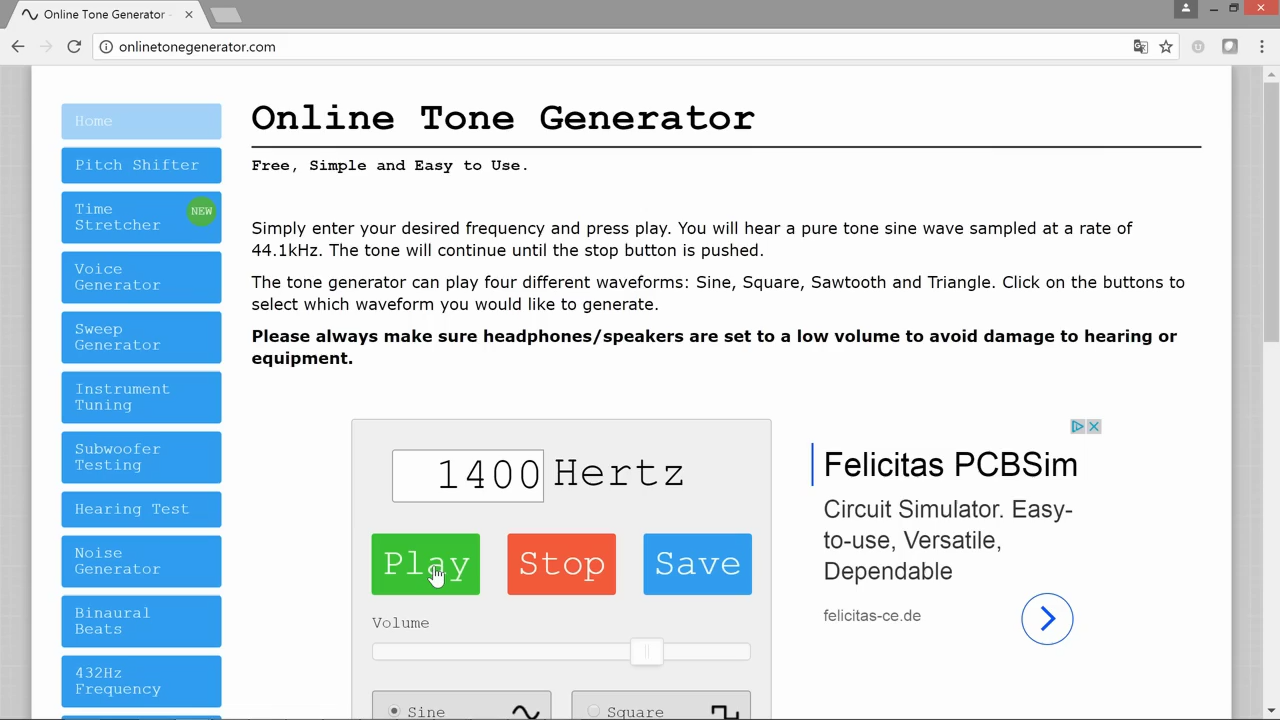 Online Tone Generator -
onlinetonegenerator.com
Home
Pitch Shifter
Time
Stretcher
NEW
Voice
Generator
Sweep
Generator
Instrument
Tuning
Subwoofer
Testing
Hearing Test
Noise
Generator
Binaural
Beats
432Hz
Frequency
Online Tone Generator
Free, Simple and Easy to Use.
Simply enter your desired frequency and press play. You will hear a pure tone sine wave sampled at a rate of
44.1kHz. The tone will continue until the stop button is pushed.
The tone generator can play four different waveforms: Sine, Square, Sawtooth and Triangle. Click on the buttons to
select which waveform you would like to generate.
Please always make sure headphones/speakers are set to a low volume to avoid damage to hearing or
equipment.
1400 Hertz
Play Stop Save
Volume
Sine Square
Felicitas PCBSim
Circuit Simulator. Easy-
to-use, Versatile,
Dependable
felicitas-ce.de